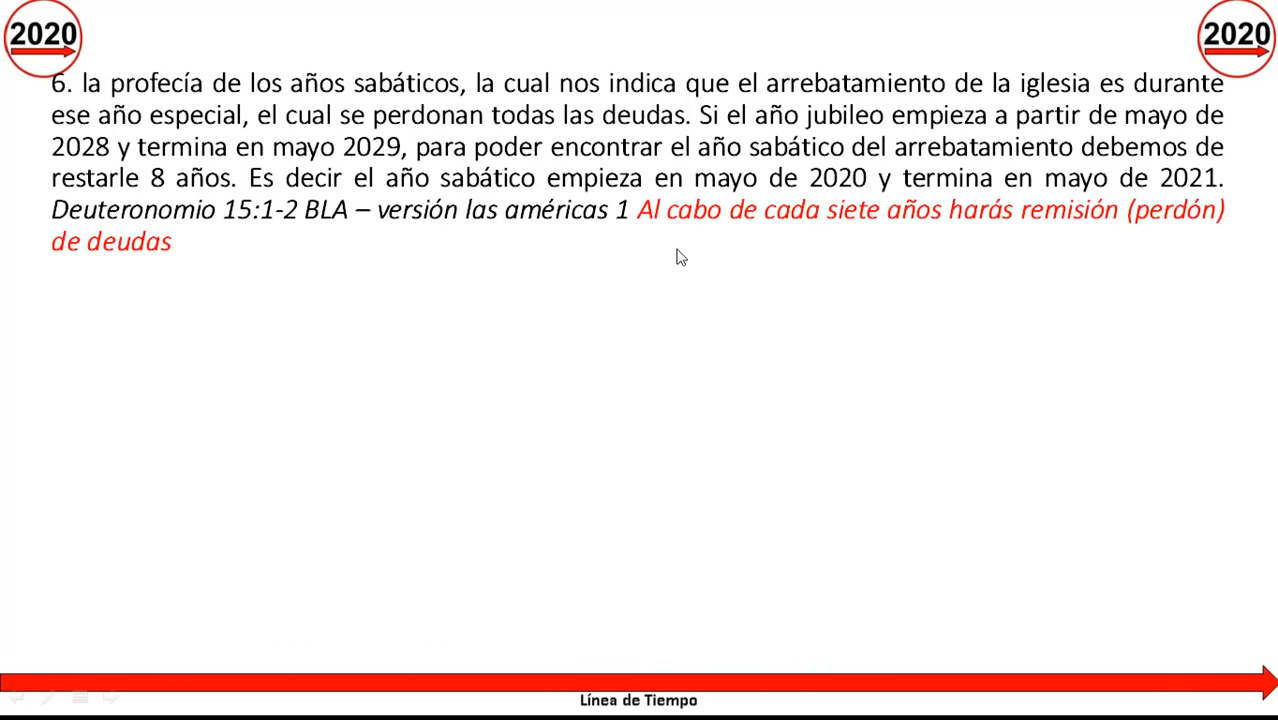 2020 2020
6. la profecía de los años sabáticos, la cual nos indica que el arrebatamiento de la iglesia es durante
ese año especial, el cual se perdonan todas las deudas. Si el año jubileo empieza a partir de mayo de
2028 y termina en mayo 2029, para poder encontrar el año sabático del arrebatamiento debemos de
restarle 8 años. Es decir el año sabático empieza en mayo de 2020 y termina en mayo de 2021.
Deuteronomio 15:1-2 BLA – versión las américas 1 Al cabo de cada siete años harás remisión (perdón)
de deudas
Línea de Tiempo